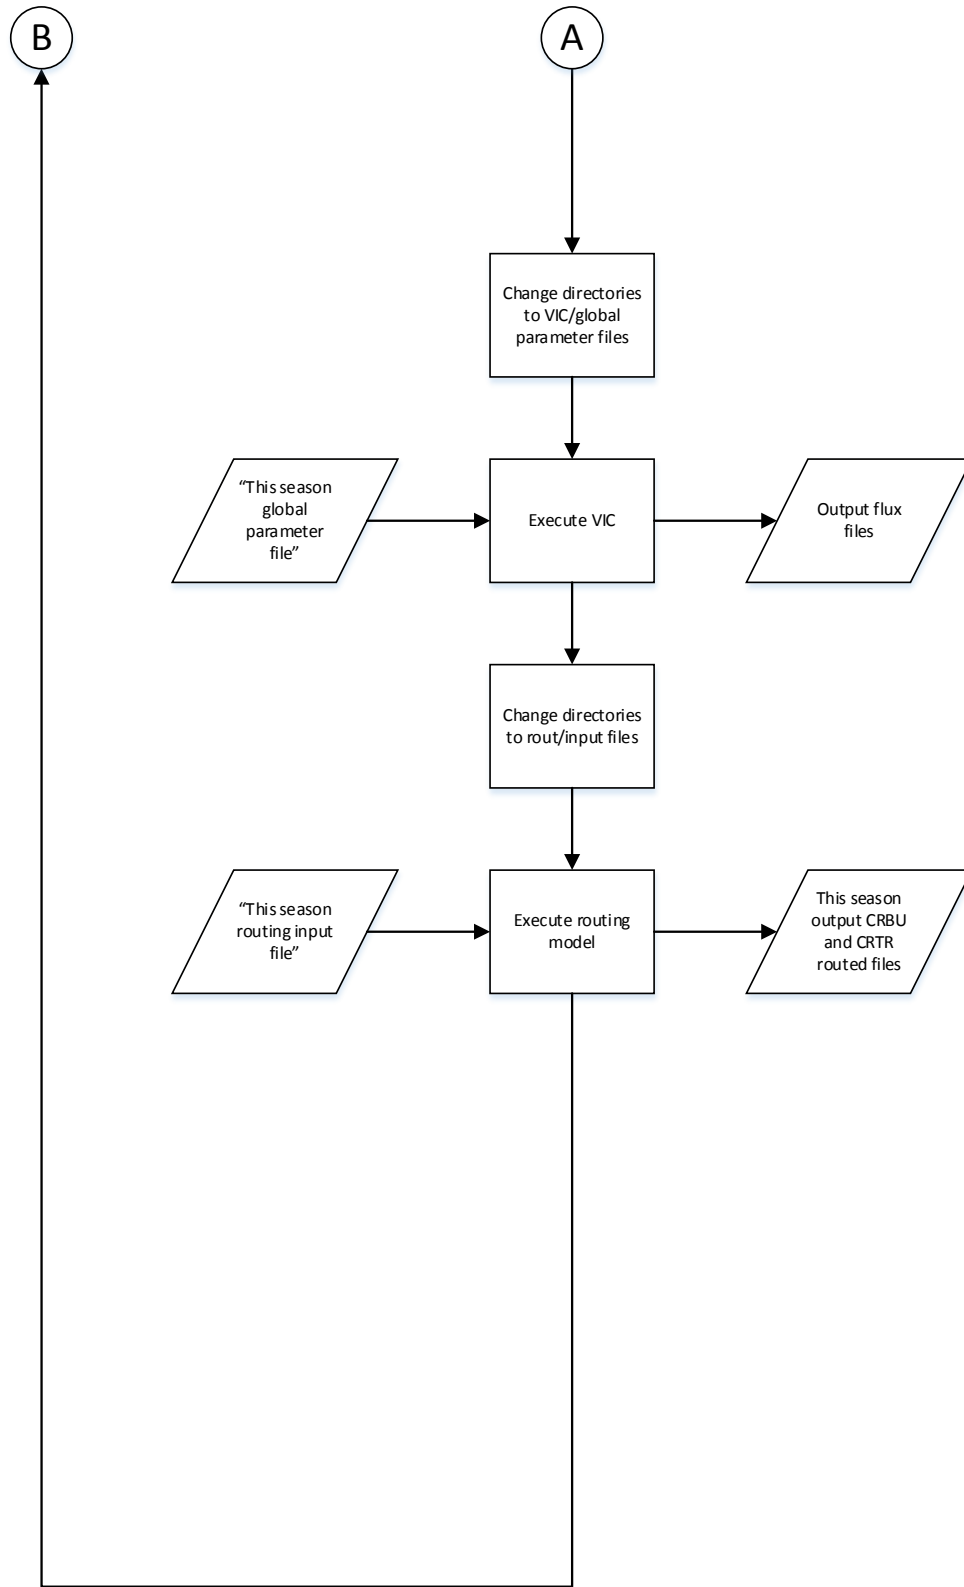 B
A
Change directories
to VIC/global
parameter files
“This season
global
parameter
file”
Execute VIC
Output flux
files
Change directories
to rout/input files
“This season
routing input
file”
Execute routing
model
This season
output CRBU
and CRTR
routed files